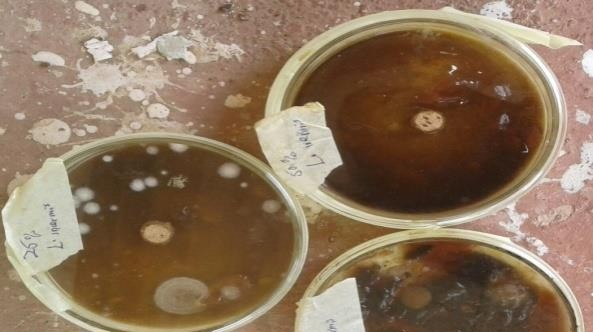 25%
L. inermis
50%
L. inermis